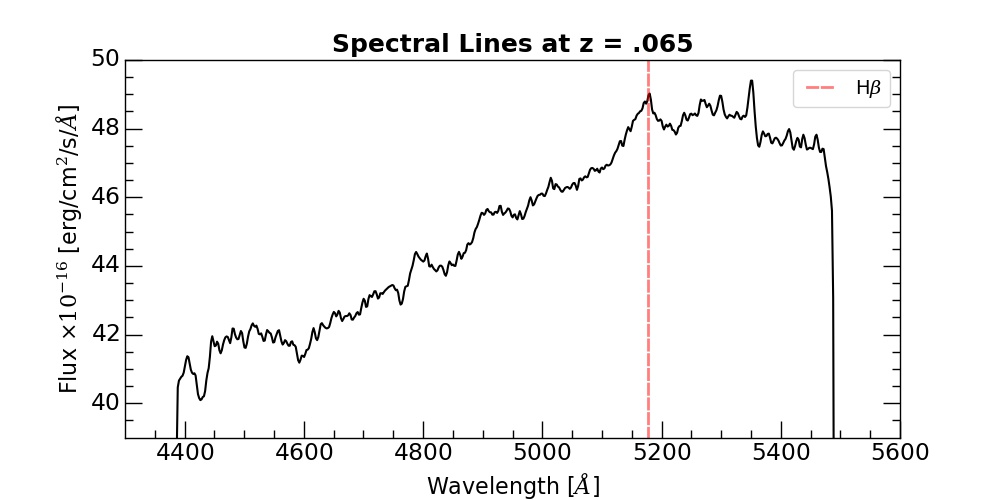 Spectral Lines at z = .065
Hβ
Flux ×10⁻¹⁶ [erg/cm²/s/Å]
50
48
46
44
42
40
4400 4600 4800 5000 5200 5400 5600
Wavelength [Å]